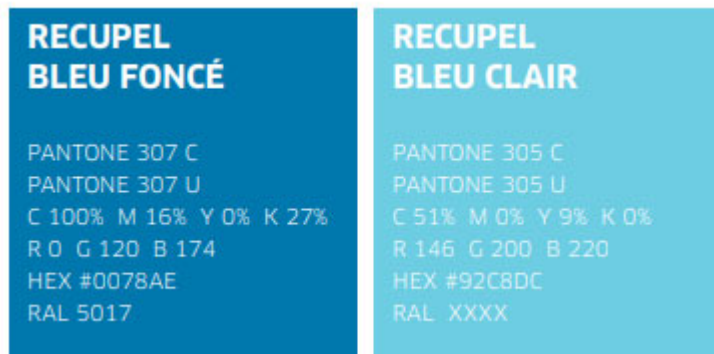 RECUPEL
BLEU FONCÉ
PANTONE 307 C
PANTONE 307 U
C 100% M 16% Y 0% K 27%
R 0 G 120 B 174
HEX #0078AE
RAL 5017
RECUPEL
BLEU CLAIR
PANTONE 305 C
PANTONE 305 U
C 51% M 0% Y 9% K 0%
R 146 G 200 B 220
HEX #92C8DC
RAL XXXX